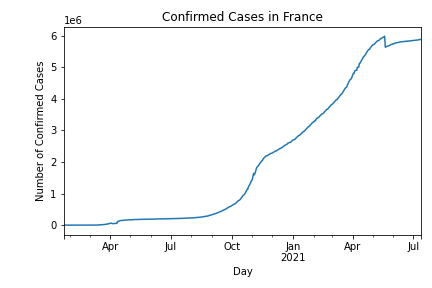 Confirmed Cases in France
1e6
6
5
4
3
2
1
0
Number of Confirmed Cases
Apr Jul Oct Jan Apr Jul
2021
Day